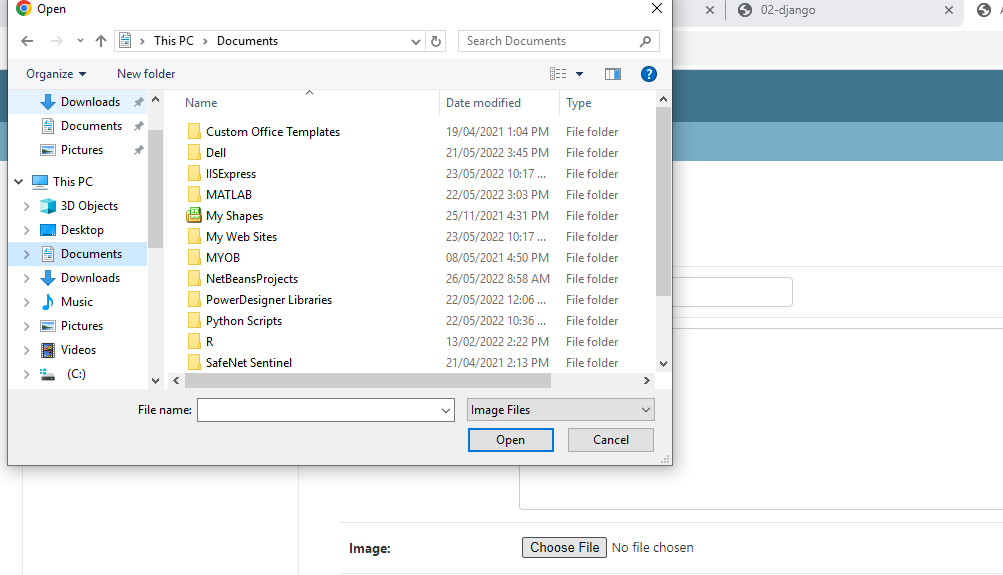 Open
02-django
This PC > Documents
Search Documents
Organize
New folder
?
Name
Date modified
Type
Downloads
Documents
Pictures
This PC
3D Objects
Desktop
Documents
Downloads
Music
Pictures
Videos
(C:)
Custom Office Templates 19/04/2021 1:04 PM File folder
Dell 21/05/2022 3:45 PM File folder
IISExpress 23/05/2022 10:17 ... File folder
MATLAB 22/05/2022 3:03 PM File folder
My Shapes 25/11/2021 4:31 PM File folder
My Web Sites 23/05/2022 10:17 ... File folder
MYOB 08/05/2021 4:50 PM File folder
NetBeansProjects 26/05/2022 8:58 AM File folder
PowerDesigner Libraries 22/05/2022 12:06 ... File folder
Python Scripts 22/05/2022 10:36 ... File folder
R 13/02/2022 2:22 PM File folder
SafeNet Sentinel 21/04/2021 2:13 PM File folder
File name:
Image Files
Open
Cancel
Image:
Choose File No file chosen